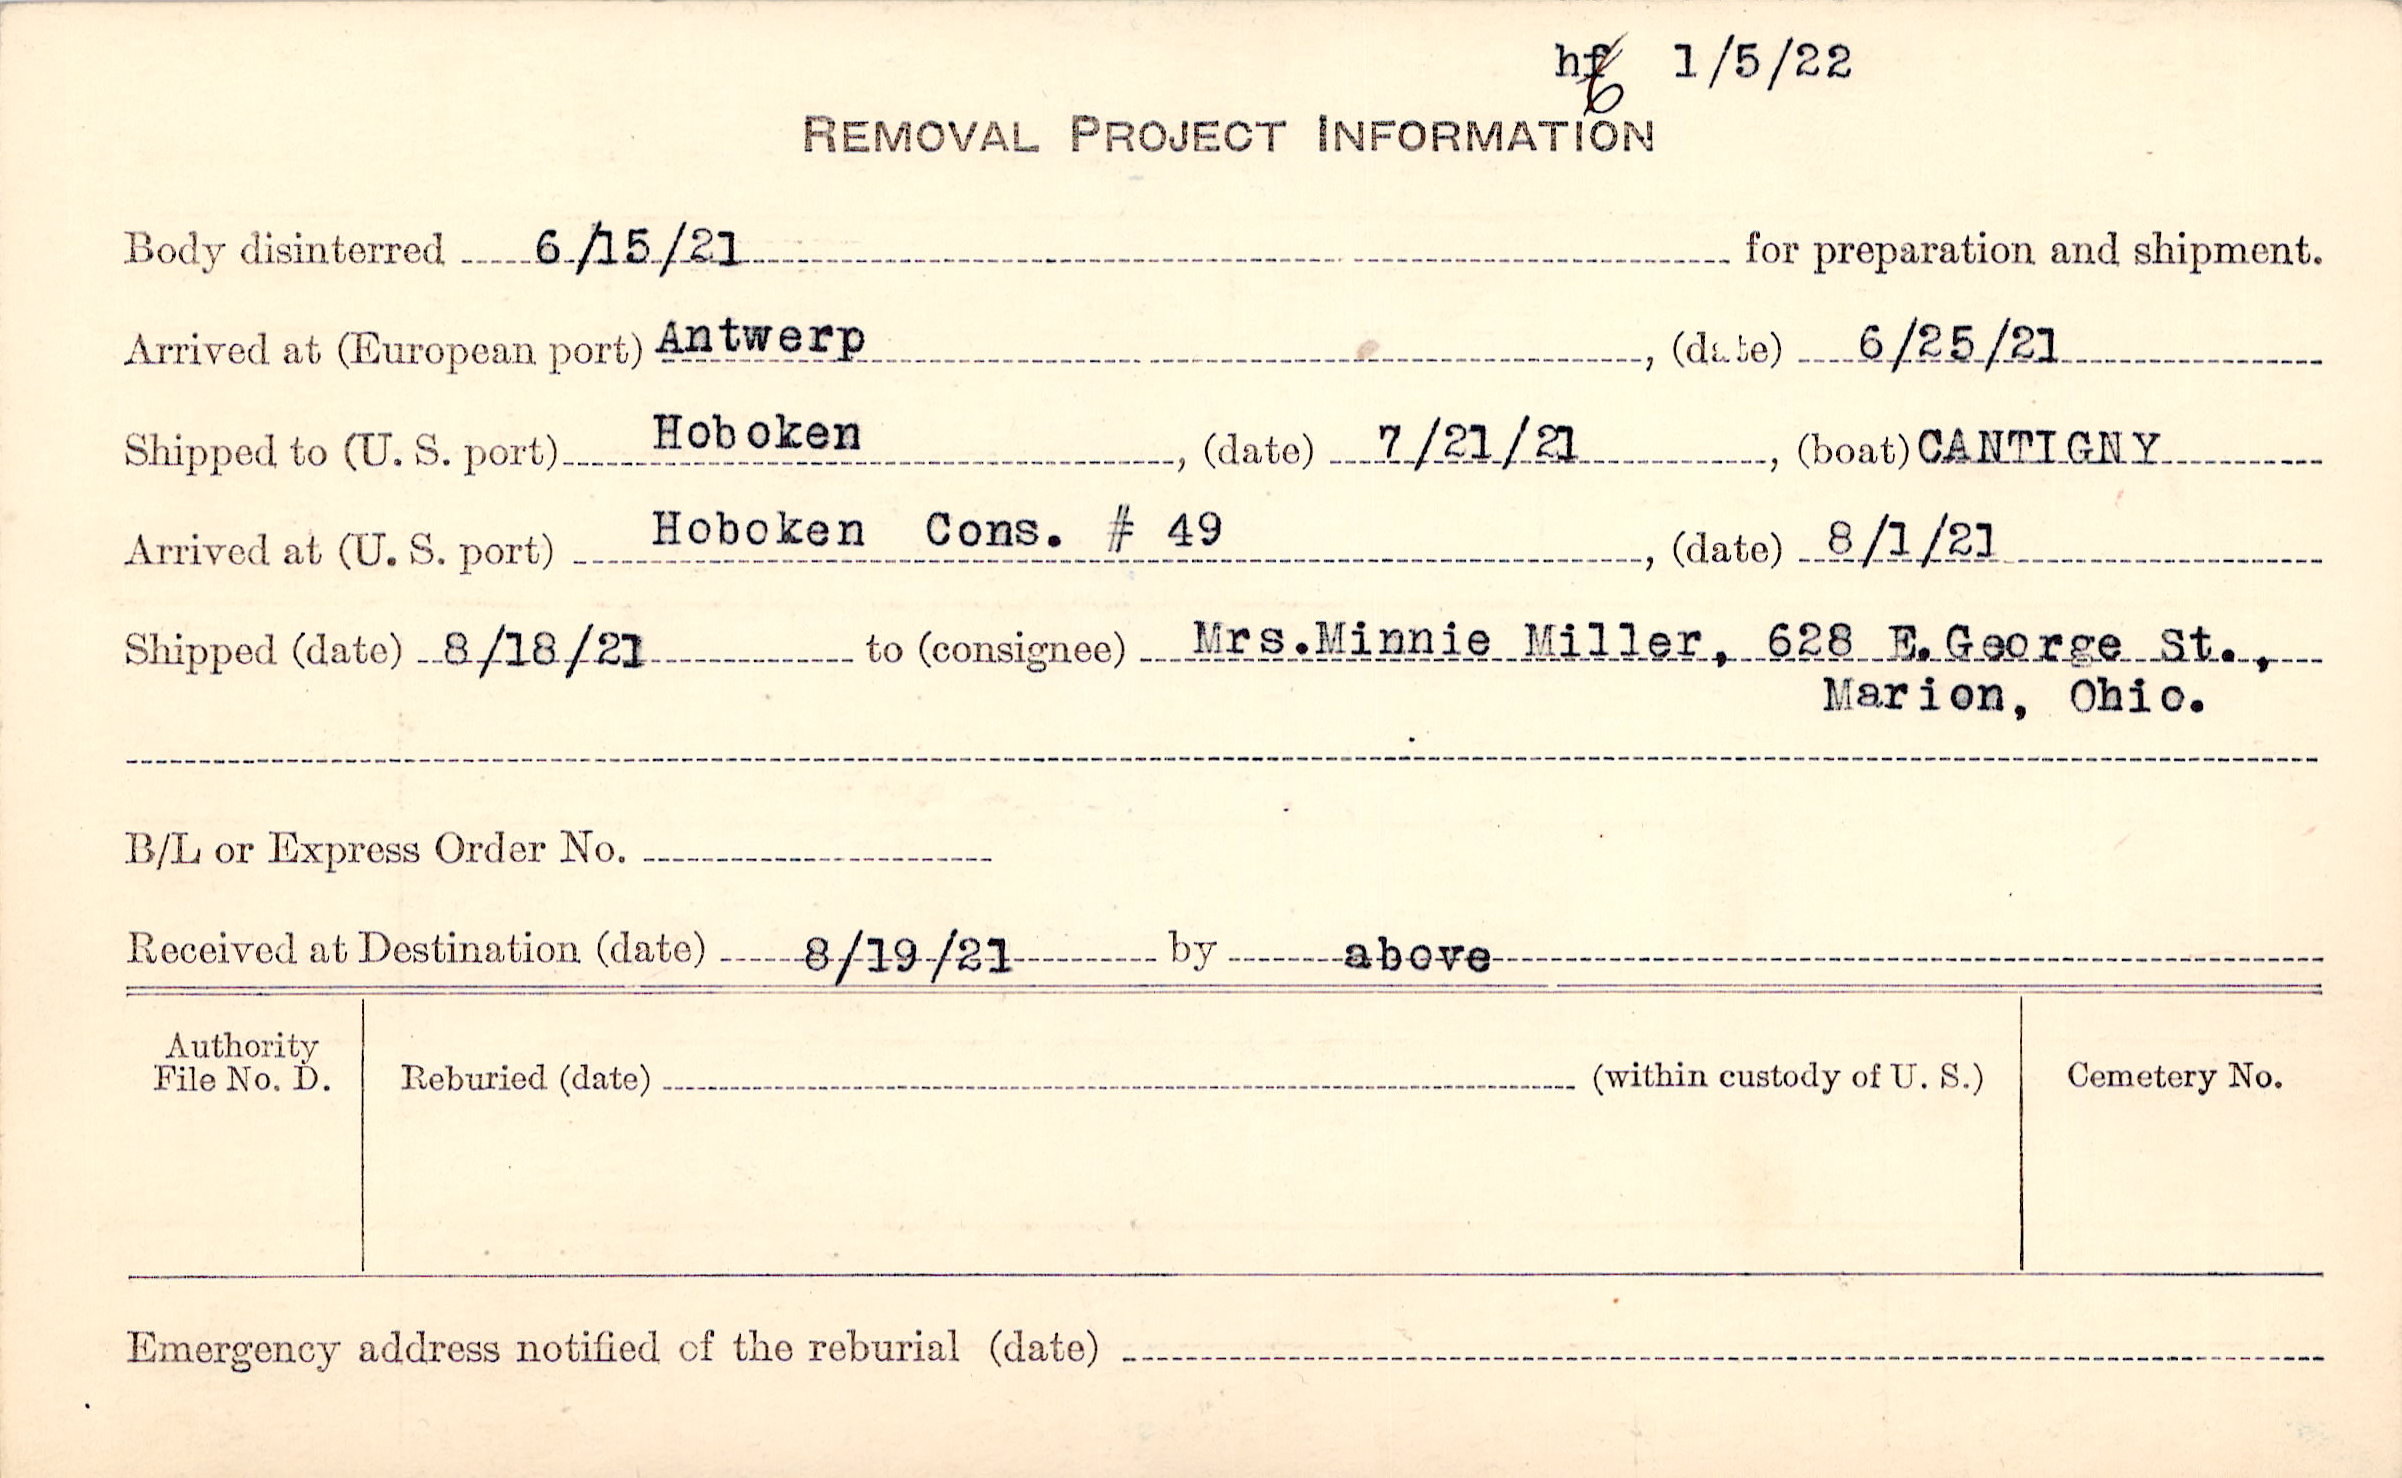 hf 1/5/22
REMOVAL PROJECT INFORMATION
Body disinterred 6/15/21 for preparation and shipment.
Arrived at (European port) Antwerp, (date) 6/25/21
Shipped to (U. S. port) Hoboken, (date) 7/21/21, (boat) CANTIGNY
Arrived at (U. S. port) Hoboken Cons. # 49, (date) 8/1/21
Shipped (date) 8/18/21 to (consignee) Mrs.Minnie Miller, 628 E.George St.,
Marion, Ohio.
B/L or Express Order No.
Received at Destination (date) 8/19/21 by above
Authority
File No. D.
Reburied (date) (within custody of U. S.)
Cemetery No.
Emergency address notified of the reburial (date)